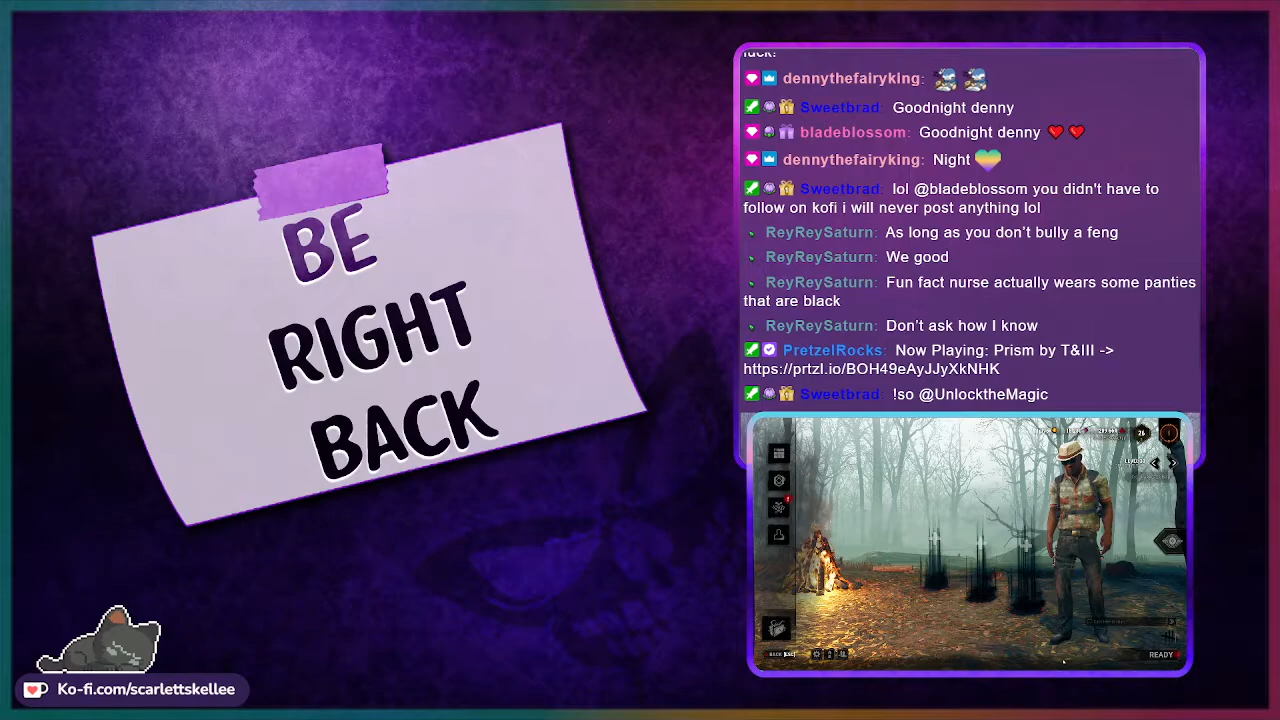 BE
RIGHT
BACK
dennythefairyking:
Sweetbrad: Goodnight denny
bladeblossom: Goodnight denny
dennythefairyking: Night
Sweetbrad: lol @bladeblossom you didn't have to
follow on kofi i will never post anything lol
ReyReySaturn: As long as you don't bully a feng
ReyReySaturn: We good
ReyReySaturn: Fun fact nurse actually wears some panties
that are black
ReyReySaturn: Don't ask how I know
PretzelRocks: Now Playing: Prism by T&III ->
https://prtzl.io/BOH49eAyJJyXkNHK
Sweetbrad: !so @UnlocktheMagic
26
BACK [ESC]
READY
Ko-fi.com/scarlettskellee